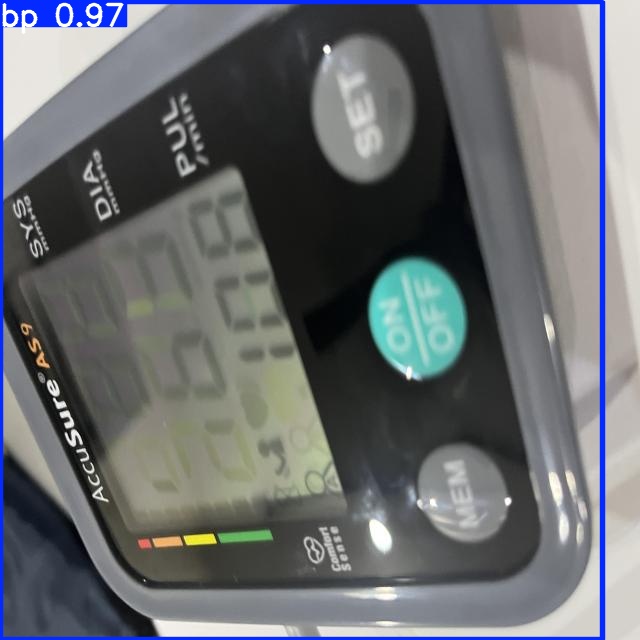 bp 0.97
AccuSure® AS9
SYS
mmHg
DIA
mmHg
PUL
/min
SET
ON
OFF
MEM
Comfort
Sense